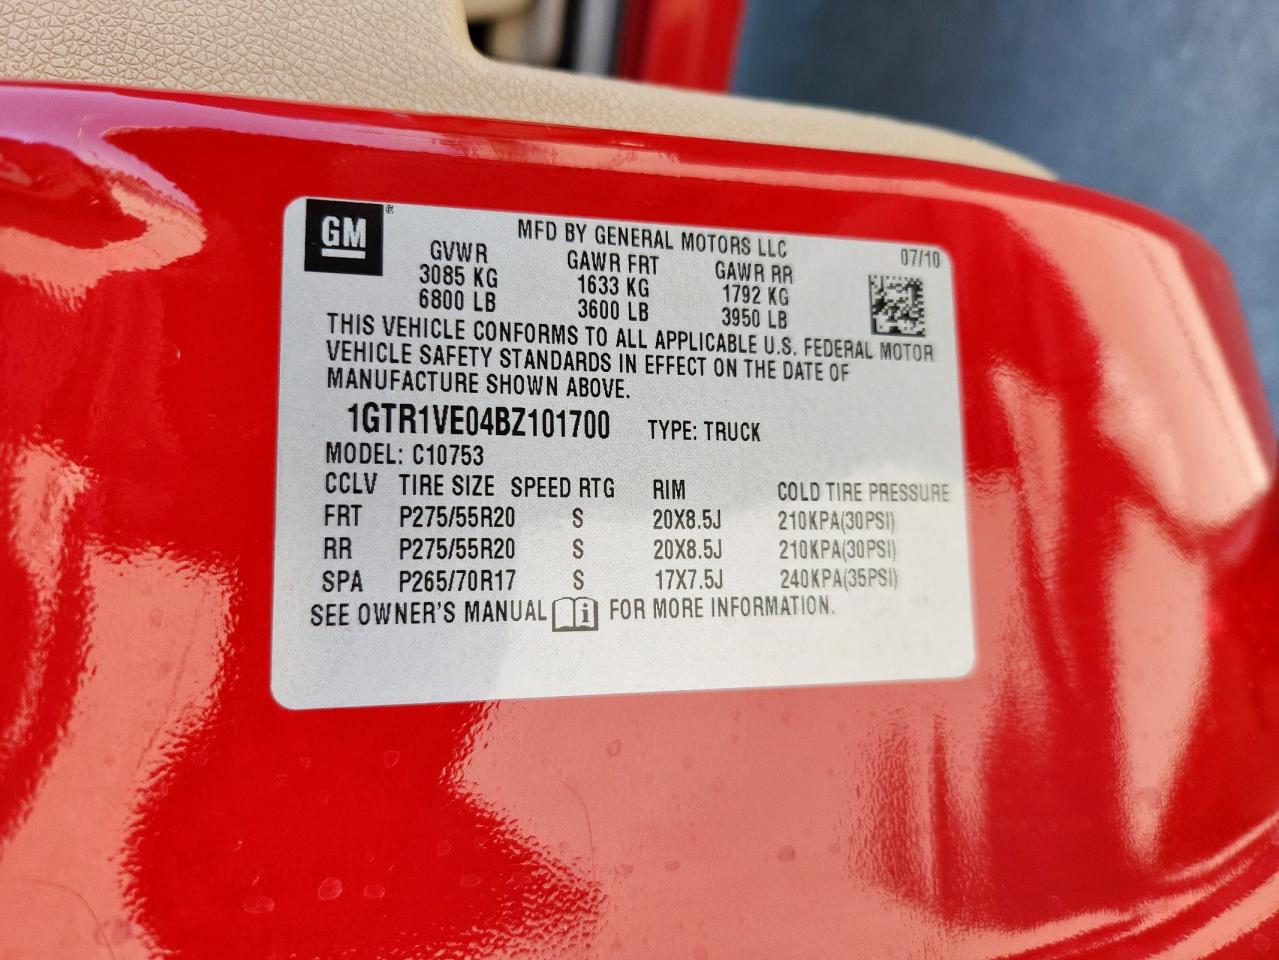 GM®
MFD BY GENERAL MOTORS LLC 07/10
GVWR GAWR FRT GAWR RR
3085 KG 1633 KG 1792 KG
6800 LB 3600 LB 3950 LB
THIS VEHICLE CONFORMS TO ALL APPLICABLE U.S. FEDERAL MOTOR
VEHICLE SAFETY STANDARDS IN EFFECT ON THE DATE OF
MANUFACTURE SHOWN ABOVE.
1GTR1VE04BZ101700 TYPE: TRUCK
MODEL: C10753
CCLV TIRE SIZE SPEED RTG RIM COLD TIRE PRESSURE
FRT P275/55R20 S 20X8.5J 210KPA(30PSI)
RR P275/55R20 S 20X8.5J 210KPA(30PSI)
SPA P265/70R17 S 17X7.5J 240KPA(35PSI)
SEE OWNER'S MANUAL i FOR MORE INFORMATION.